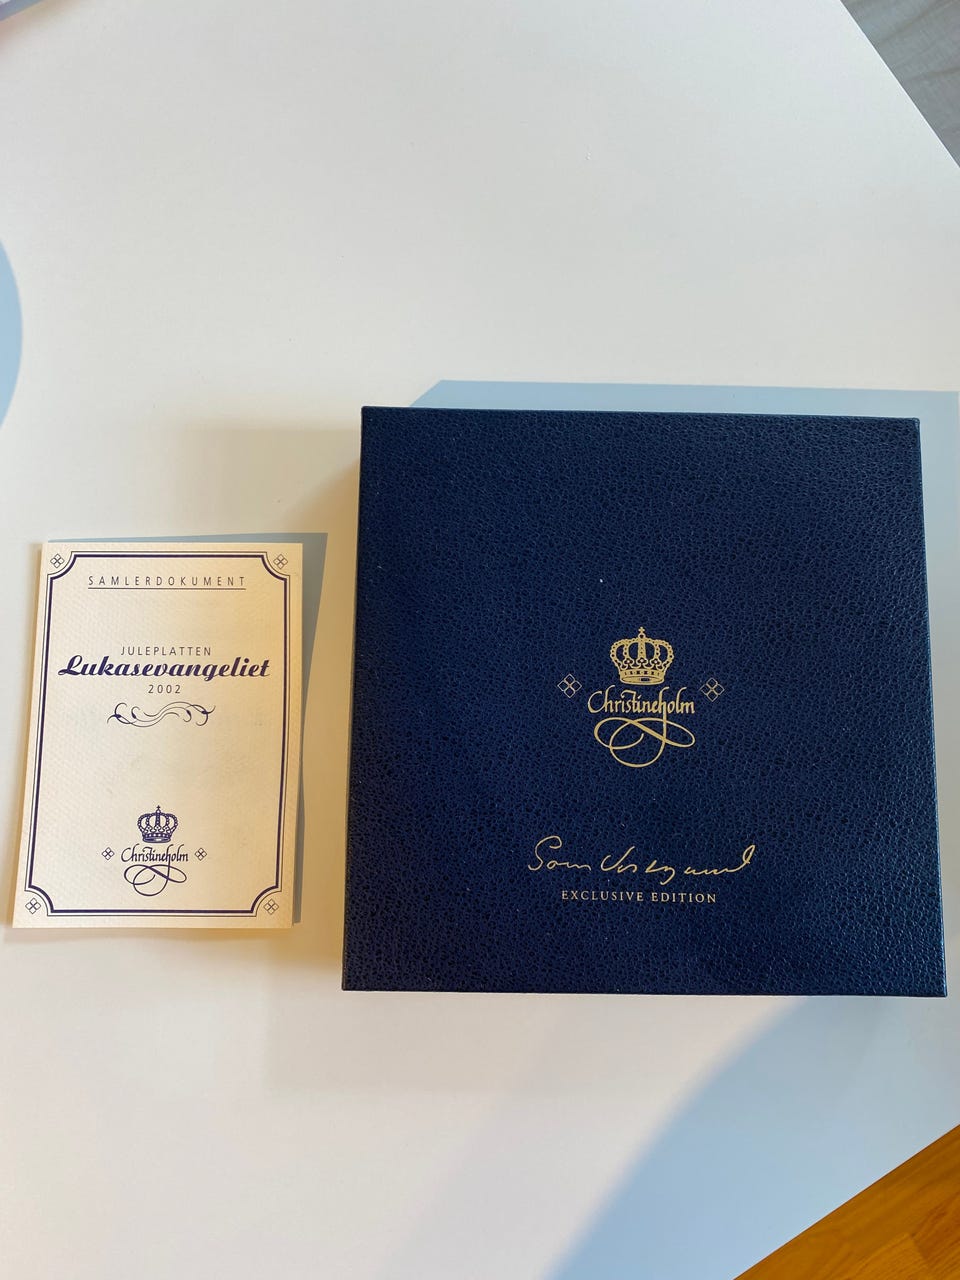 SAMLERDOKUMENT
JULEPLATTEN
Lukasevangeliet
2002
Christineholm
Christineholm
EXCLUSIVE EDITION